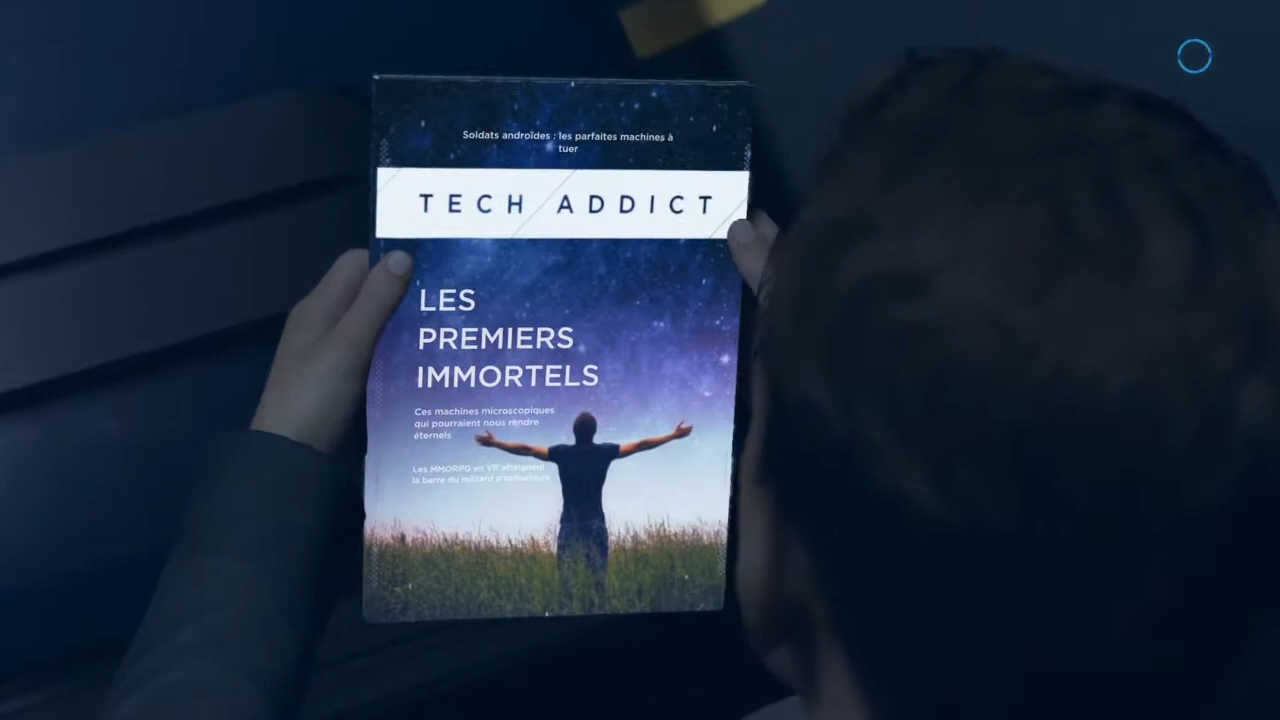 Soldats androïdes : les parfaites machines à
tuer
TECH ADDICT
LES
PREMIERS
IMMORTELS
Ces machines microscopiques
qui pourraient nous rendre
éternels
Les MMORPG en VR atteignent
la barre du milliard d'utilisateurs